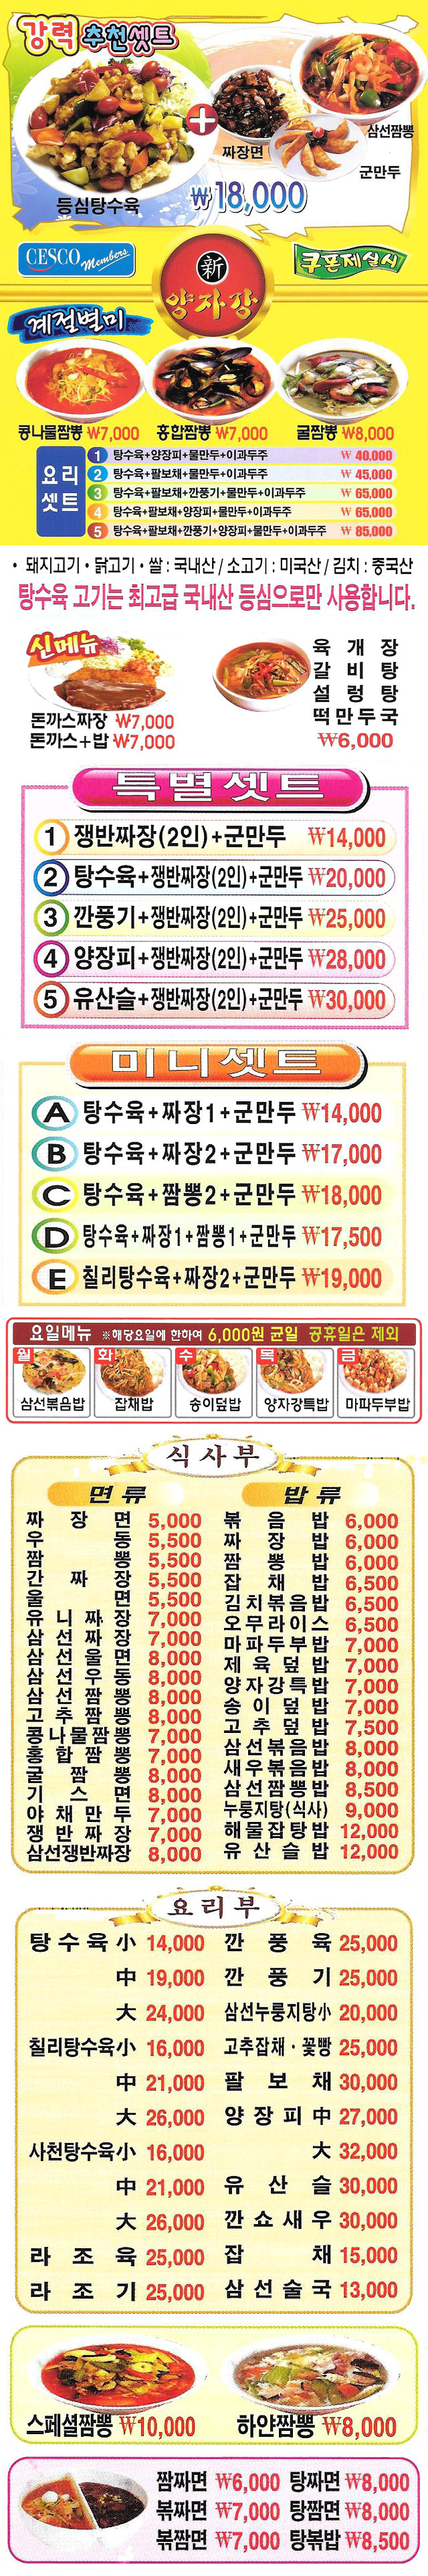 강력 추천셋트
삼선짬뽕
짜장면
군만두
등심탕수육
₩18,000
CESCO Members
新
양자강
쿠폰제실시
계절별미
콩나물짬뽕 ₩7,000 홍합짬뽕 ₩7,000 굴짬뽕 ₩8,000
요리셋트
1 탕수육+양장피+물만두+이과두주 ₩ 40,000
2 탕수육+팔보채+물만두+이과두주 ₩ 45,000
3 탕수육+팔보채+깐풍기+물만두+이과두주 ₩ 65,000
4 탕수육+팔보채+양장피+물만두+이과두주 ₩ 65,000
5 탕수육+팔보채+깐풍기+양장피+물만두+이과두주 ₩ 85,000
• 돼지고기 • 닭고기 • 쌀 : 국내산 / 소고기 : 미국산 / 김치 : 중국산
탕수육 고기는 최고급 국내산 등심으로만 사용합니다.
신메뉴
돈까스짜장 ₩7,000
돈까스+밥 ₩7,000
육개장
갈비탕
설렁탕
떡만두국
₩6,000
특별셋트
1 쟁반짜장(2인)+군만두 ₩14,000
2 탕수육+쟁반짜장(2인)+군만두 ₩20,000
3 깐풍기+쟁반짜장(2인)+군만두 ₩25,000
4 양장피+쟁반짜장(2인)+군만두 ₩28,000
5 유산슬+쟁반짜장(2인)+군만두 ₩30,000
미니셋트
A 탕수육+짜장1+군만두 ₩14,000
B 탕수육+짜장2+군만두 ₩17,000
C 탕수육+짬뽕2+군만두 ₩18,000
D 탕수육+짜장1+짬뽕1+군만두 ₩17,500
E 칠리탕수육+짜장2+군만두 ₩19,000
요일메뉴 ※해당요일에 한하여 6,000원 균일 공휴일은 제외
월 화 수 목 금
삼선볶음밥 잡채밥 송이덮밥 양자강특밥 마파두부밥
식사부
면류
짜장면 5,000
우동 5,500
짬뽕 5,500
간짜장 5,500
울면 5,500
유니짜장 7,000
삼선짜장 7,000
삼선울면 8,000
삼선우동 8,000
삼선짬뽕 8,000
고추짬뽕 8,000
콩나물짬뽕 7,000
홍합짬뽕 7,000
굴짬뽕 8,000
기스면 8,000
야채만두 7,000
쟁반짜장 7,000
삼선쟁반짜장 8,000
밥류
볶음밥 6,000
짜장밥 6,000
짬뽕밥 6,000
잡채밥 6,500
김치볶음밥 6,500
오무라이스 6,500
마파두부밥 7,000
제육덮밥 7,000
양자강특밥 7,000
송이덮밥 7,000
고추덮밥 7,500
삼선볶음밥 8,000
새우볶음밥 8,000
삼선짬뽕밥 8,500
누룽지탕(식사) 9,000
해물잡탕밥 12,000
유산슬밥 12,000
요리부
탕수육小 14,000
中 19,000
大 24,000
칠리탕수육小 16,000
中 21,000
大 26,000
사천탕수육小 16,000
中 21,000
大 26,000
라조육 25,000
라조기 25,000
깐풍육 25,000
깐풍기 25,000
삼선누룽지탕小 20,000
고추잡채·꽃빵 25,000
팔보채 30,000
양장피 中 27,000
大 32,000
유산슬 30,000
깐쇼새우 30,000
잡채 15,000
삼선술국 13,000
스페셜짬뽕 ₩10,000 하얀짬뽕 ₩8,000
짬짜면 ₩6,000 탕짜면 ₩8,000
볶짜면 ₩7,000 탕짬면 ₩8,000
볶짬면 ₩7,000 탕볶밥 ₩8,500